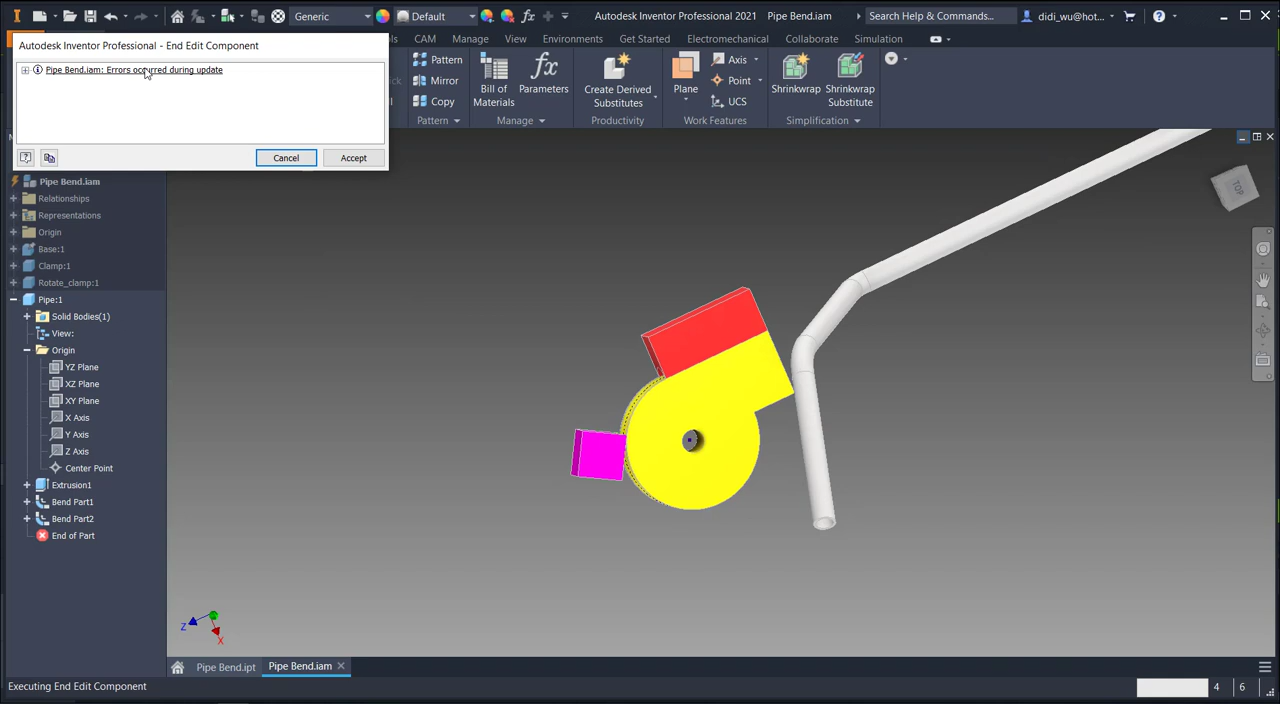 Generic
Default
Autodesk Inventor Professional 2021 Pipe Bend.iam
Search Help & Commands...
didi_wu@hot...
Autodesk Inventor Professional - End Edit Component
CAM Manage View Environments Get Started Electromechanical Collaborate Simulation
Pipe Bend.iam: Errors occurred during update
Cancel Accept
Pattern
Mirror
Copy
Pattern
Bill of
Materials
Parameters
Manage
Create Derived
Substitutes
Productivity
Plane
Axis
Point
UCS
Work Features
Shrinkwrap
Shrinkwrap
Substitute
Simplification
TOP
Pipe Bend.iam
Relationships
Representations
Origin
Base:1
Clamp:1
Rotate_clamp:1
Pipe:1
Solid Bodies(1)
View:
Origin
YZ Plane
XZ Plane
XY Plane
X Axis
Y Axis
Z Axis
Center Point
Extrusion1
Bend Part1
Bend Part2
End of Part
Z
X
Pipe Bend.ipt
Pipe Bend.iam
Executing End Edit Component
4 6